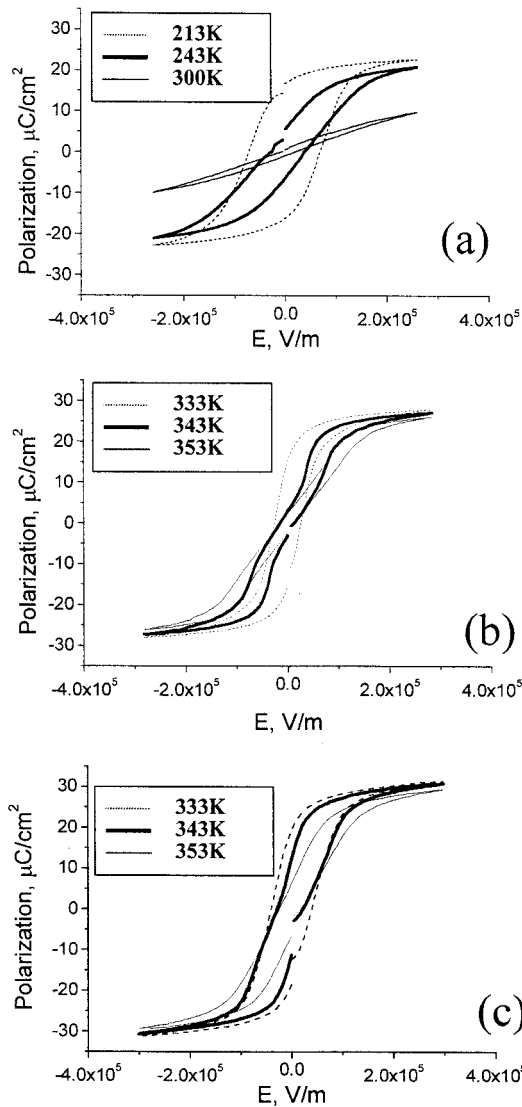 213K
243K
300K
30
20
10
0
-10
-20
-30
Polarization, μC/cm²
(a)
-4.0x10⁵ -2.0x10⁵ 0.0 2.0x10⁵ 4.0x10⁵
E, V/m
333K
343K
353K
30
20
10
0
-10
-20
-30
Polarization, μC/cm²
(b)
-4.0x10⁵ -2.0x10⁵ 0.0 2.0x10⁵ 4.0x10⁵
E, V/m
333K
343K
353K
30
20
10
0
-10
-20
-30
Polarization, μC/cm²
(c)
-4.0x10⁵ -2.0x10⁵ 0.0 2.0x10⁵ 4.0x10⁵
E, V/m